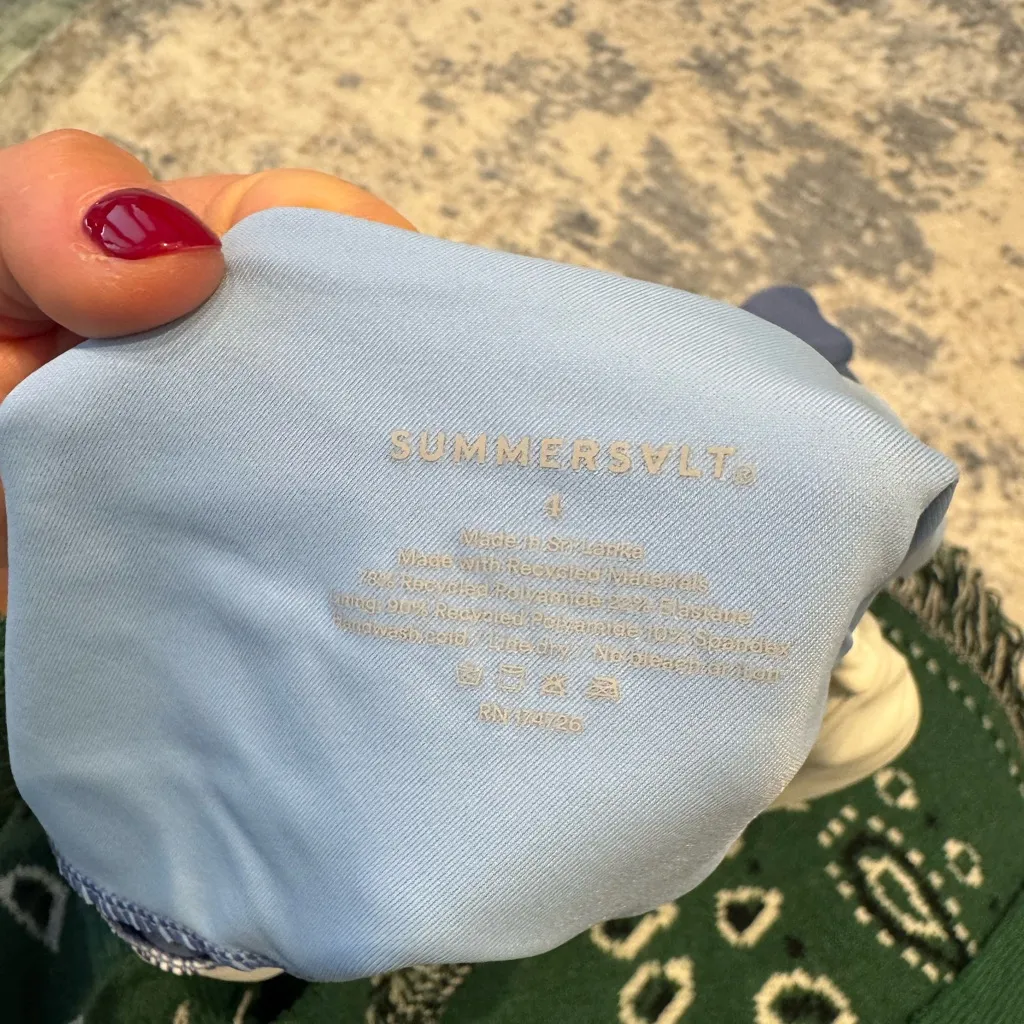 SUMMERSALT®
4
Made in Sri Lanka
Made with Recycled Materials
78% Recycled Polyamide 22% Elastane
Lining: 90% Recycled Polyamide 10% Spandex
Handwash cold / Line dry / No bleach or iron
RN 174726